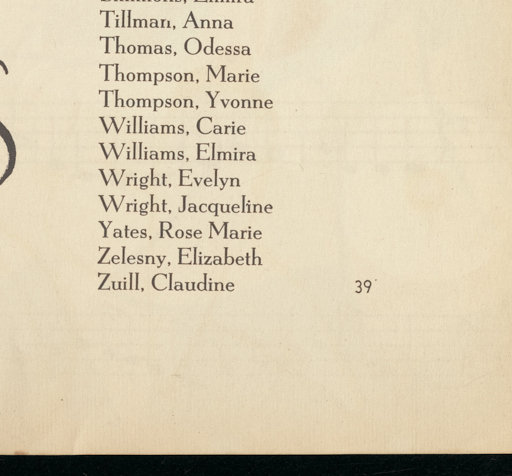 Tillman, Anna
Thomas, Odessa
Thompson, Marie
Thompson, Yvonne
Williams, Carie
Williams, Elmira
Wright, Evelyn
Wright, Jacqueline
Yates, Rose Marie
Zelesny, Elizabeth
Zuill, Claudine
39